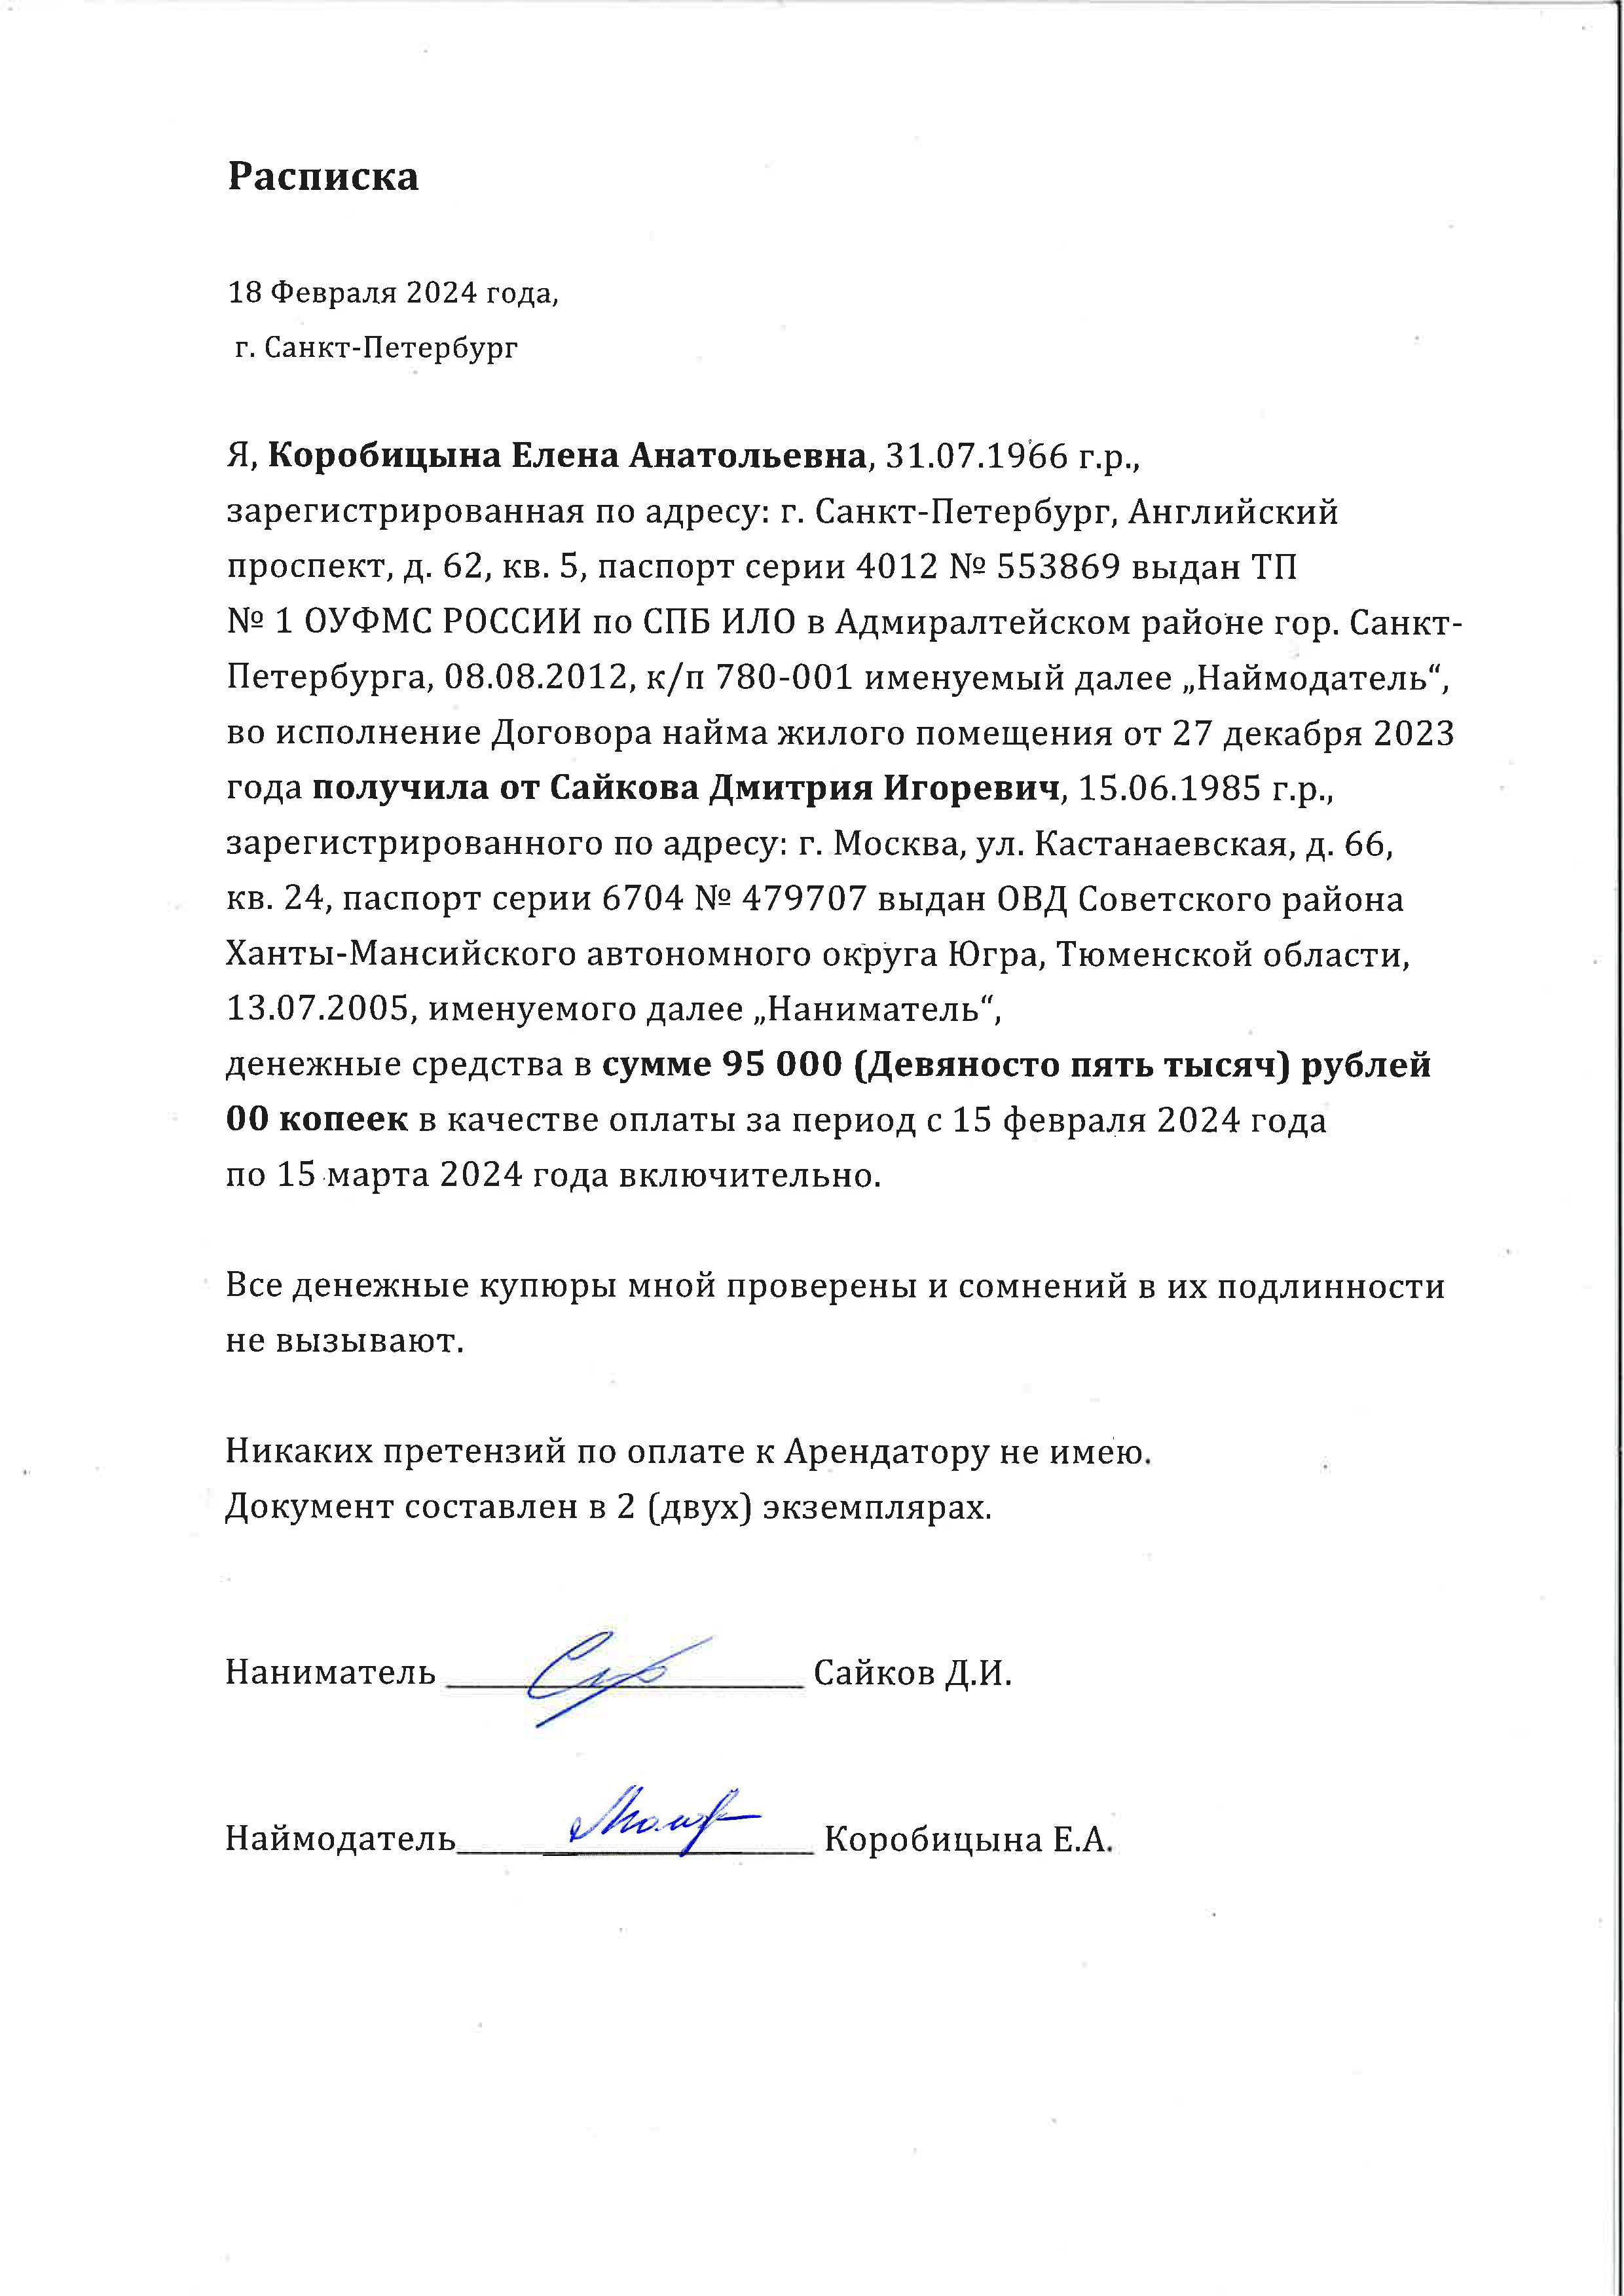 Расписка
18 Февраля 2024 года,
г. Санкт-Петербург
Я, Коробицына Елена Анатольевна, 31.07.1966 г.р.,
зарегистрированная по адресу: г. Санкт-Петербург, Английский
проспект, д. 62, кв. 5, паспорт серии 4012 № 553869 выдан ТП
№ 1 ОУФМС РОССИИ по СПБ ИЛО в Адмиралтейском районе гор. Санкт-
Петербурга, 08.08.2012, к/п 780-001 именуемый далее „Наймодатель“,
во исполнение Договора найма жилого помещения от 27 декабря 2023
года получила от Сайкова Дмитрия Игоревич, 15.06.1985 г.р.,
зарегистрированного по адресу: г. Москва, ул. Кастанаевская, д. 66,
кв. 24, паспорт серии 6704 № 479707 выдан ОВД Советского района
Ханты-Мансийского автономного округа Югра, Тюменской области,
13.07.2005, именуемого далее „Наниматель“,
денежные средства в сумме 95 000 (Девяносто пять тысяч) рублей
00 копеек в качестве оплаты за период с 15 февраля 2024 года
по 15 марта 2024 года включительно.
Все денежные купюры мной проверены и сомнений в их подлинности
не вызывают.
Никаких претензий по оплате к Арендатору не имею.
Документ составлен в 2 (двух) экземплярах.
Наниматель ____________________ Сайков Д.И.
Наймодатель____________________ Коробицына Е.А.